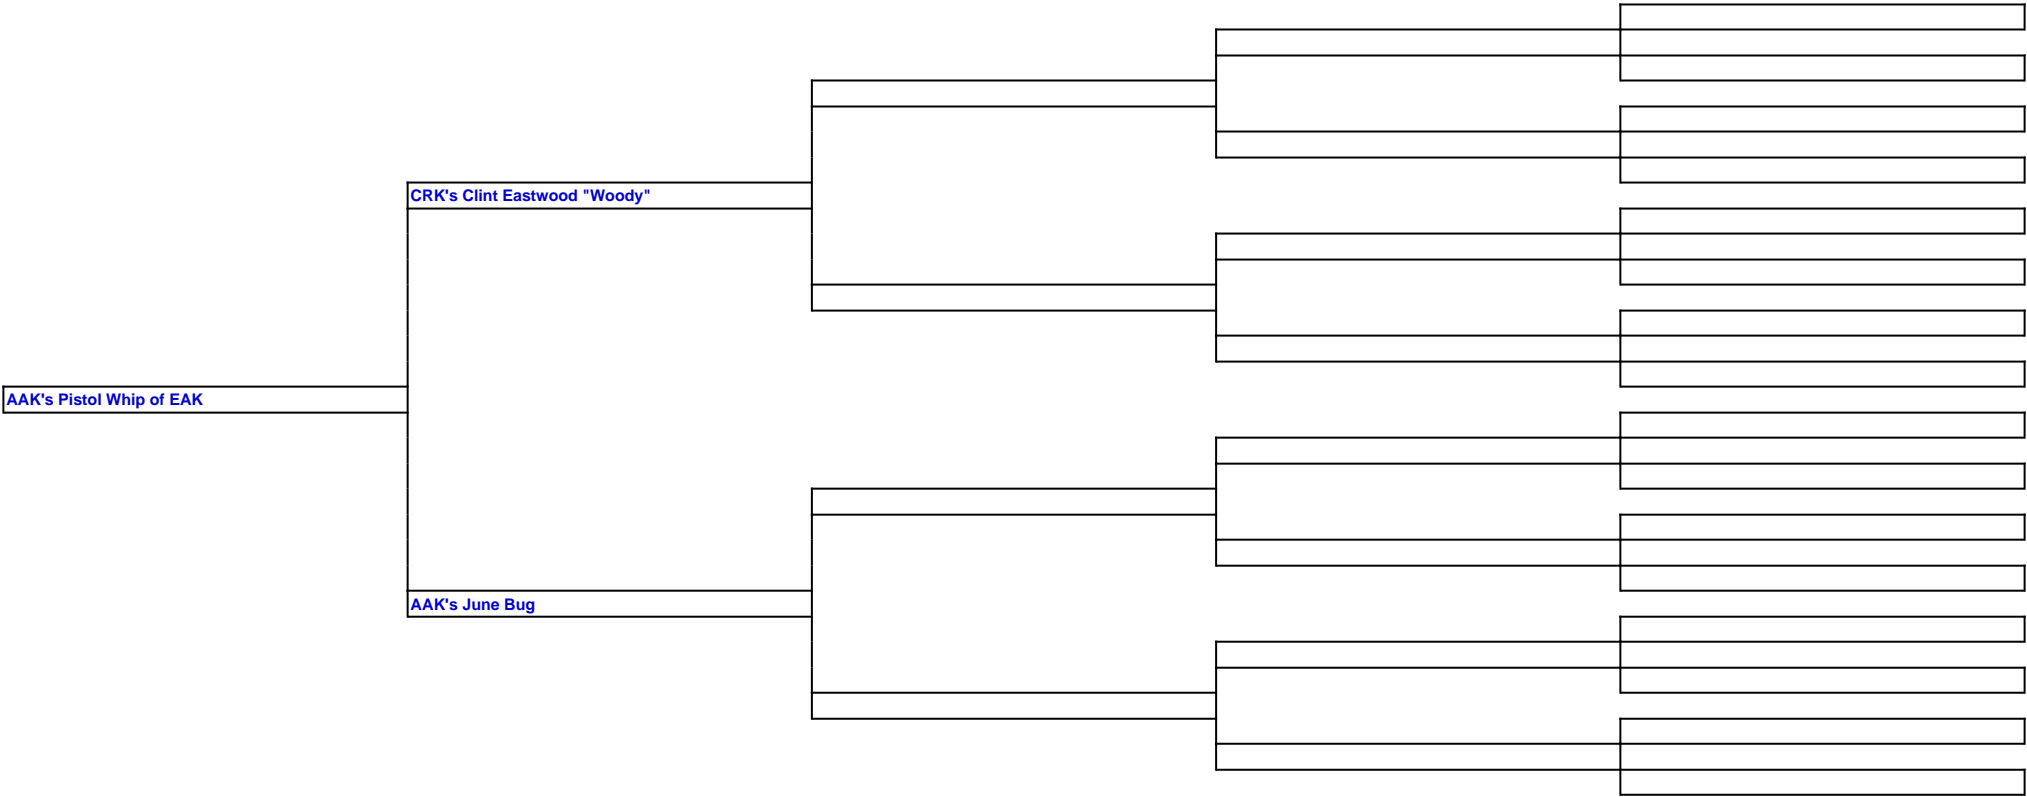 CRK's Clint Eastwood "Woody"
AAK's Pistol Whip of EAK
AAK's June Bug